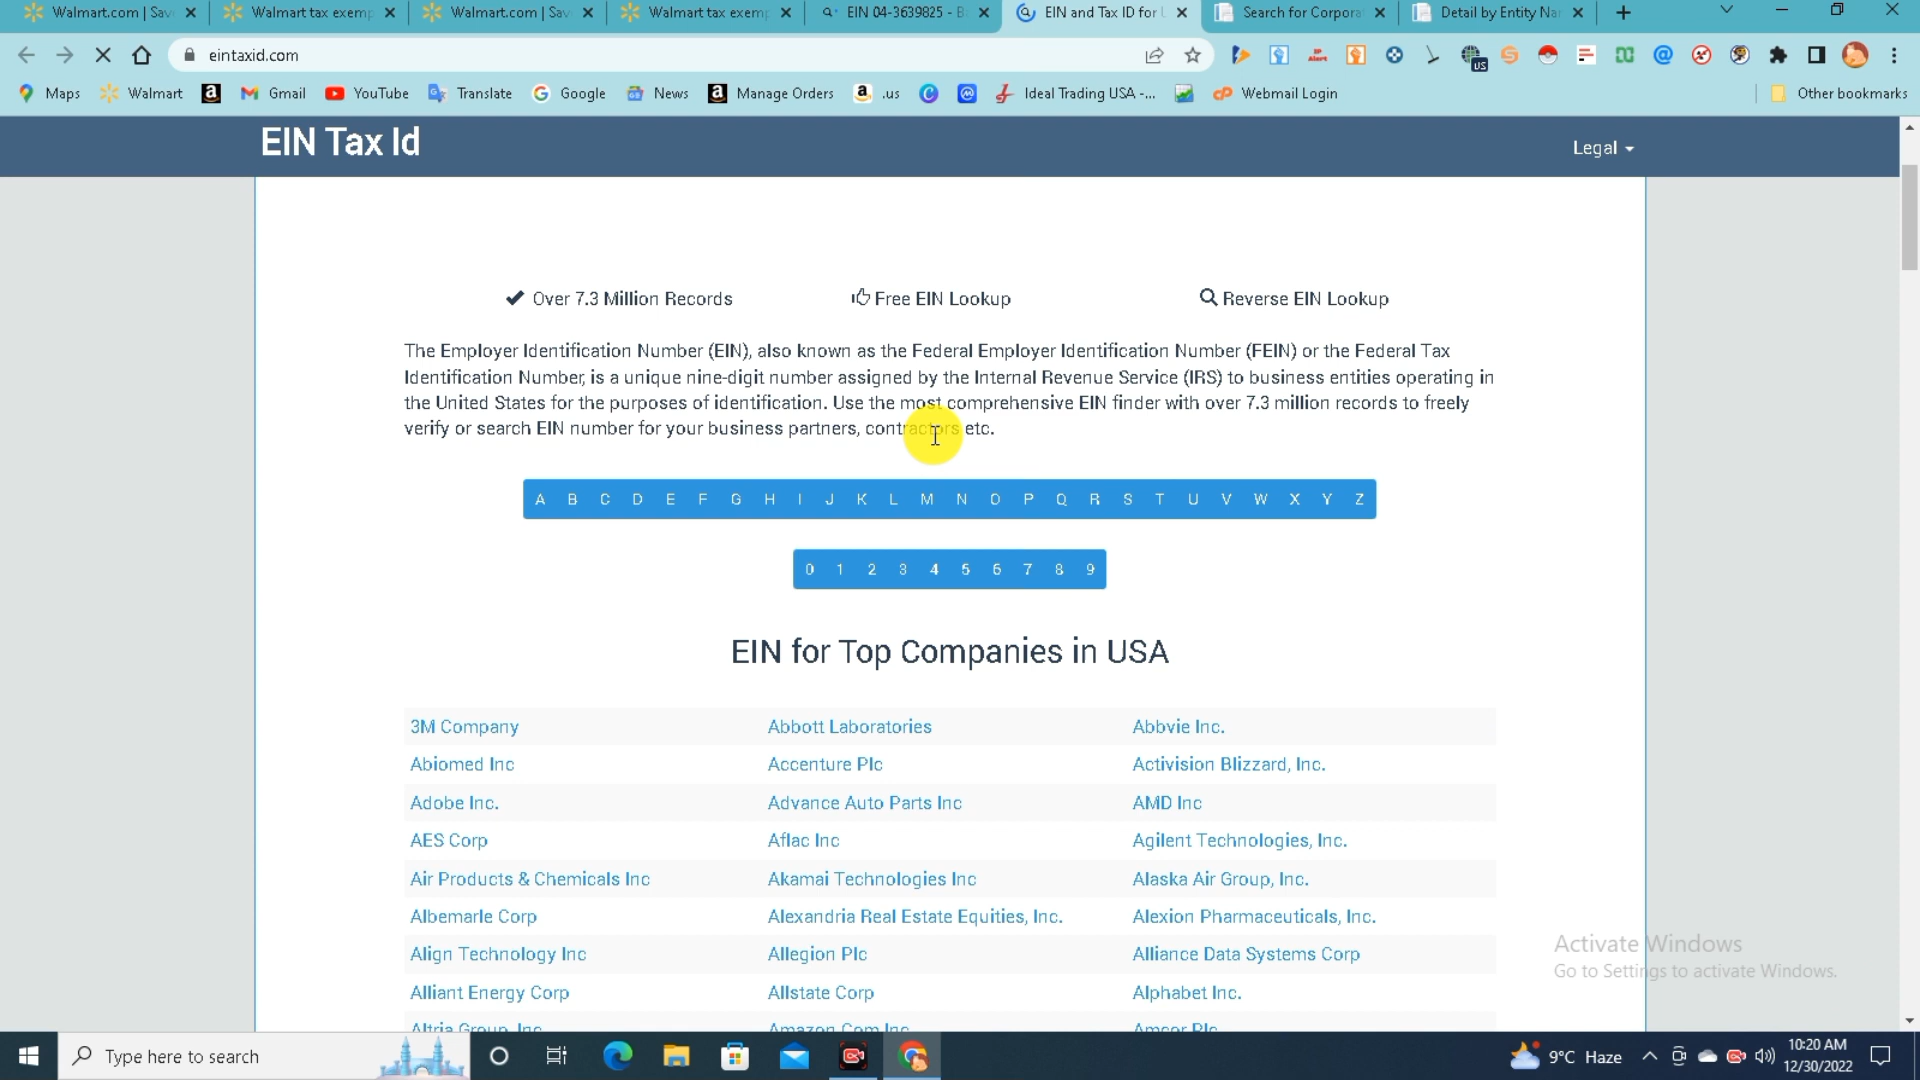 Walmart.com | Sav
Walmart tax exemp
Walmart.com | Sav
Walmart tax exemp
EIN 04-3639825 - B
EIN and Tax ID for
Search for Corpora
Detail by Entity Na
eintaxid.com
Maps
Walmart
Gmail
YouTube
Translate
Google
News
Manage Orders
.us
Ideal Trading USA -...
Webmail Login
Other bookmarks
EIN Tax Id
Legal
Over 7.3 Million Records
Free EIN Lookup
Reverse EIN Lookup
The Employer Identification Number (EIN), also known as the Federal Employer Identification Number (FEIN) or the Federal Tax
Identification Number, is a unique nine-digit number assigned by the Internal Revenue Service (IRS) to business entities operating in
the United States for the purposes of identification. Use the most comprehensive EIN finder with over 7.3 million records to freely
verify or search EIN number for your business partners, contractors etc.
A B C D E F G H I J K L M N O P Q R S T U V W X Y Z
0 1 2 3 4 5 6 7 8 9
EIN for Top Companies in USA
3M Company Abbott Laboratories Abbvie Inc.
Abiomed Inc Accenture Plc Activision Blizzard, Inc.
Adobe Inc. Advance Auto Parts Inc AMD Inc
AES Corp Aflac Inc Agilent Technologies, Inc.
Air Products & Chemicals Inc Akamai Technologies Inc Alaska Air Group, Inc.
Albemarle Corp Alexandria Real Estate Equities, Inc. Alexion Pharmaceuticals, Inc.
Align Technology Inc Allegion Plc Alliance Data Systems Corp
Alliant Energy Corp Allstate Corp Alphabet Inc.
Altria Group, Inc. Amazon Com Inc Amcor Plc
Activate Windows
Go to Settings to activate Windows.
Type here to search
9°C Haze
10:20 AM
12/30/2022